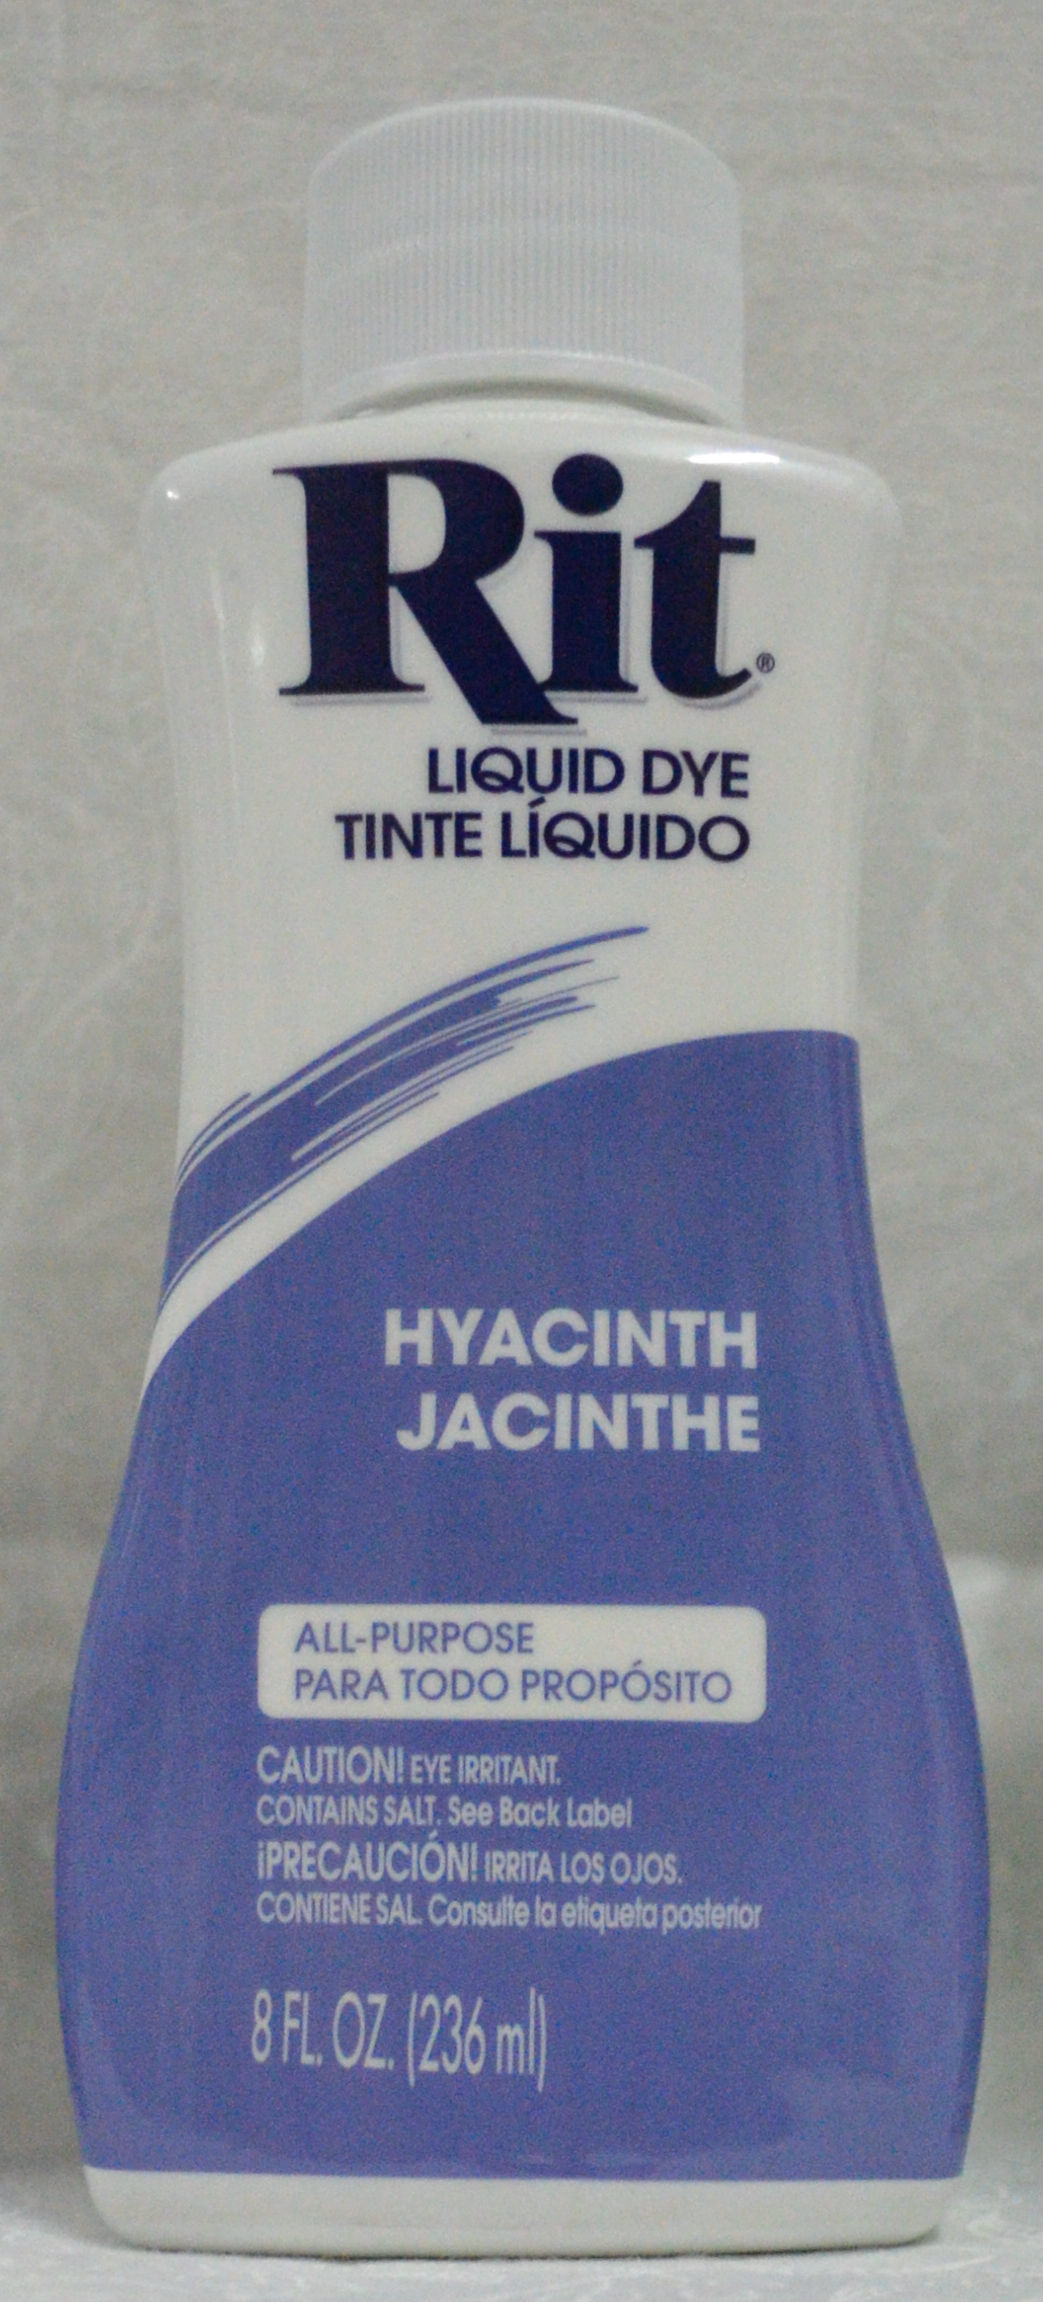 Rit®
LIQUID DYE
TINTE LÍQUIDO
HYACINTH
JACINTHE
ALL-PURPOSE
PARA TODO PROPÓSITO
CAUTION! EYE IRRITANT.
CONTAINS SALT. See Back Label
¡PRECAUCIÓN! IRRITA LOS OJOS.
CONTIENE SAL. Consulte la etiqueta posterior
8 FL. OZ. (236 ml)